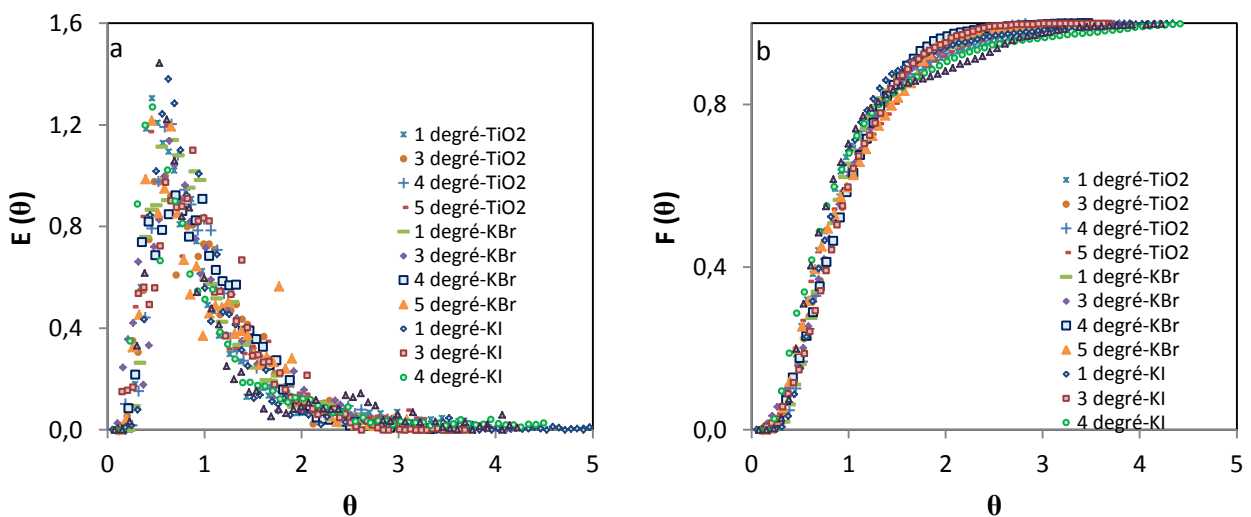 a
E (θ)
1,6
1,2
0,8
0,4
0,0
0 1 2 3 4 5
θ
1 degré-TiO2
3 degré-TiO2
4 degré-TiO2
5 degré-TiO2
1 degré-KBr
3 degré-KBr
4 degré-KBr
5 degré-KBr
1 degré-KI
3 degré-KI
4 degré-KI
b
F (θ)
0,8
0,4
0,0
0 1 2 3 4 5
θ
1 degré-TiO2
3 degré-TiO2
4 degré-TiO2
5 degré-TiO2
1 degré-KBr
3 degré-KBr
4 degré-KBr
5 degré-KBr
1 degré-KI
3 degré-KI
4 degré-KI